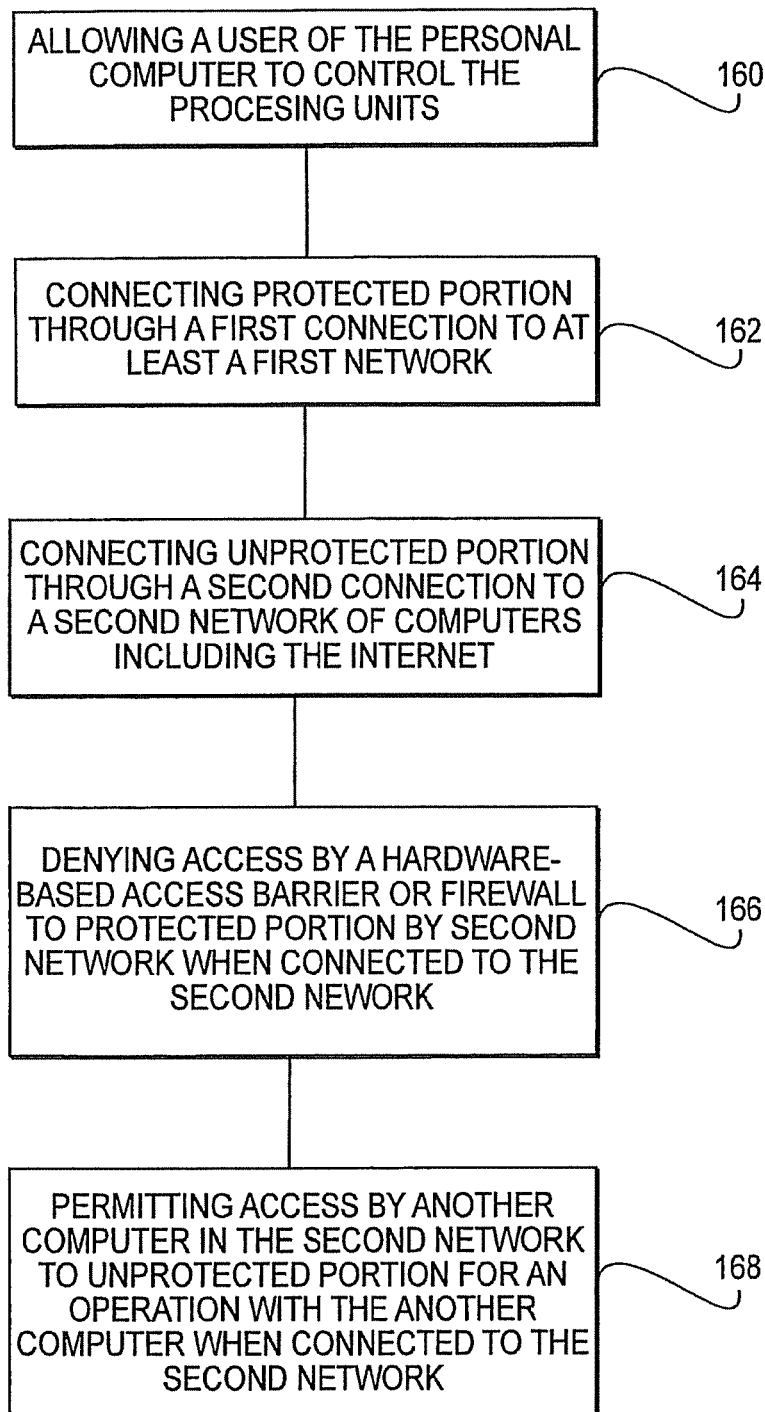 ALLOWING A USER OF THE PERSONAL
COMPUTER TO CONTROL THE
PROCESING UNITS
160
CONNECTING PROTECTED PORTION
THROUGH A FIRST CONNECTION TO AT
LEAST A FIRST NETWORK
162
CONNECTING UNPROTECTED PORTION
THROUGH A SECOND CONNECTION TO
A SECOND NETWORK OF COMPUTERS
INCLUDING THE INTERNET
164
DENYING ACCESS BY A HARDWARE-
BASED ACCESS BARRIER OR FIREWALL
TO PROTECTED PORTION BY SECOND
NETWORK WHEN CONNECTED TO THE
SECOND NEWORK
166
PERMITTING ACCESS BY ANOTHER
COMPUTER IN THE SECOND NETWORK
TO UNPROTECTED PORTION FOR AN
OPERATION WITH THE ANOTHER
COMPUTER WHEN CONNECTED TO THE
SECOND NETWORK
168